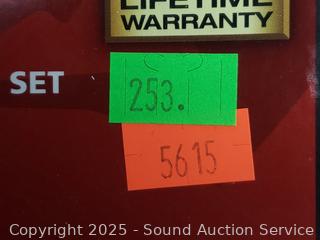 LIFETIME
WARRANTY
SET
253.
5615
Copyright 2025 - Sound Auction Service